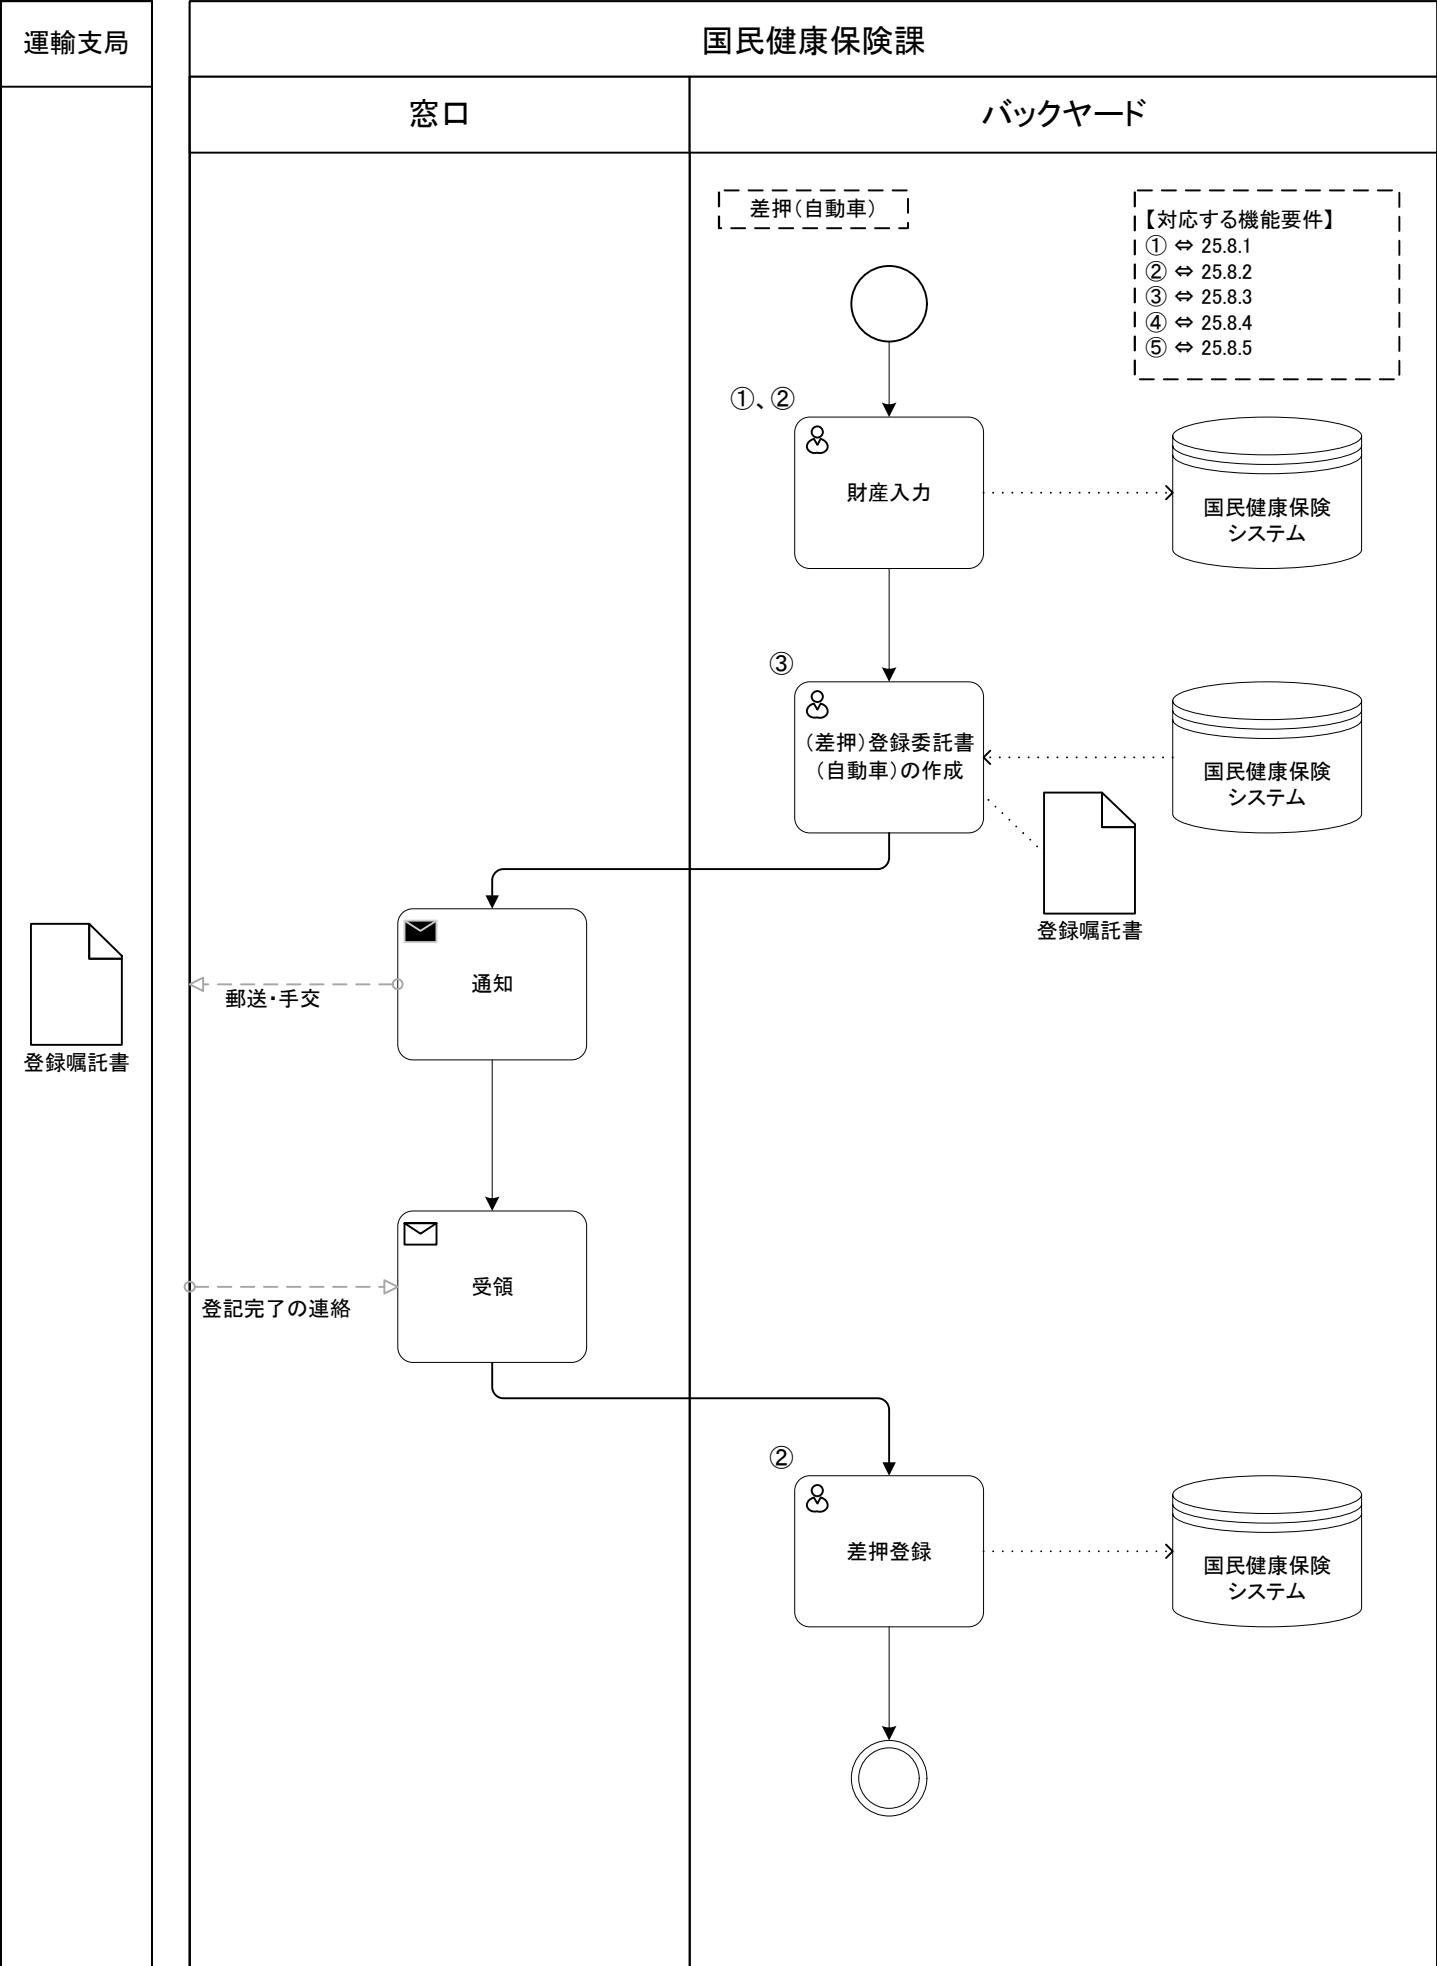 運輸支局
国民健康保険課
窓口
バックヤード
差押（自動車）
【対応する機能要件】
① ⇔ 25.8.1
② ⇔ 25.8.2
③ ⇔ 25.8.3
④ ⇔ 25.8.4
⑤ ⇔ 25.8.5
①、②
財産入力
国民健康保険
システム
③
（差押）登録委託書
（自動車）の作成
国民健康保険
システム
登録嘱託書
通知
郵送・手交
登録嘱託書
受領
登記完了の連絡
②
差押登録
国民健康保険
システム